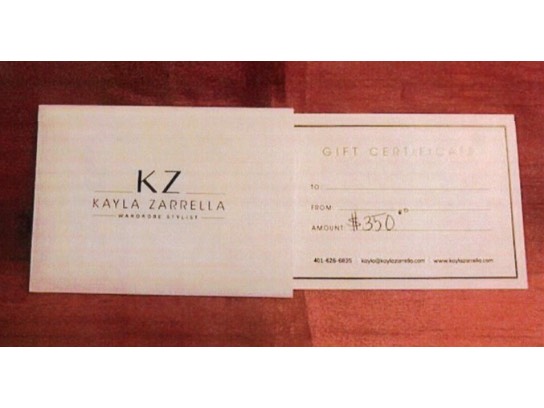 KZ
KAYLA ZARRELLA
WARDROBE STYLIST
GIFT CERTIFICATE
TO
FROM
AMOUNT $350.00
401-626-6835 | kayla@kaylazarrella.com | www.kaylazarrella.com